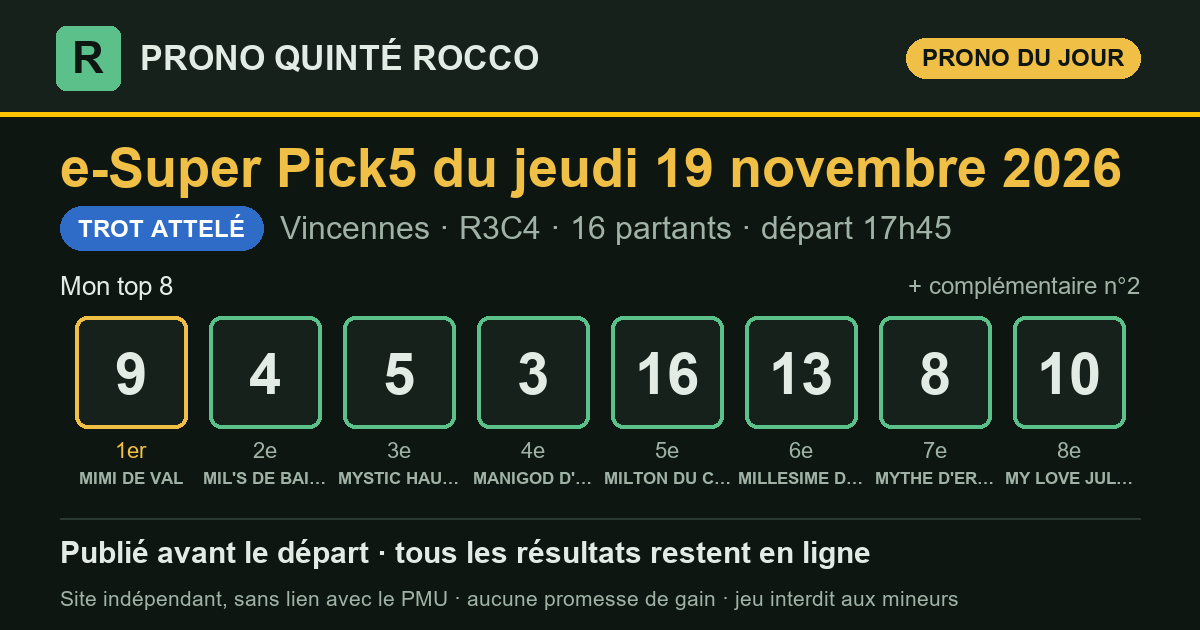 R PRONO QUINTÉ ROCCO PRONO DU JOUR
e-Super Pick5 du jeudi 19 novembre 2026
TROT ATTELÉ Vincennes · R3C4 · 16 partants · départ 17h45
Mon top 8 + complémentaire n°2
9 4 5 3 16 13 8 10
1er 2e 3e 4e 5e 6e 7e 8e
MIMI DE VAL MIL'S DE BAI... MYSTIC HAU... MANIGOD D'... MILTON DU C... MILLESIME D... MYTHE D'ER... MY LOVE JUL...
Publié avant le départ · tous les résultats restent en ligne
Site indépendant, sans lien avec le PMU · aucune promesse de gain · jeu interdit aux mineurs